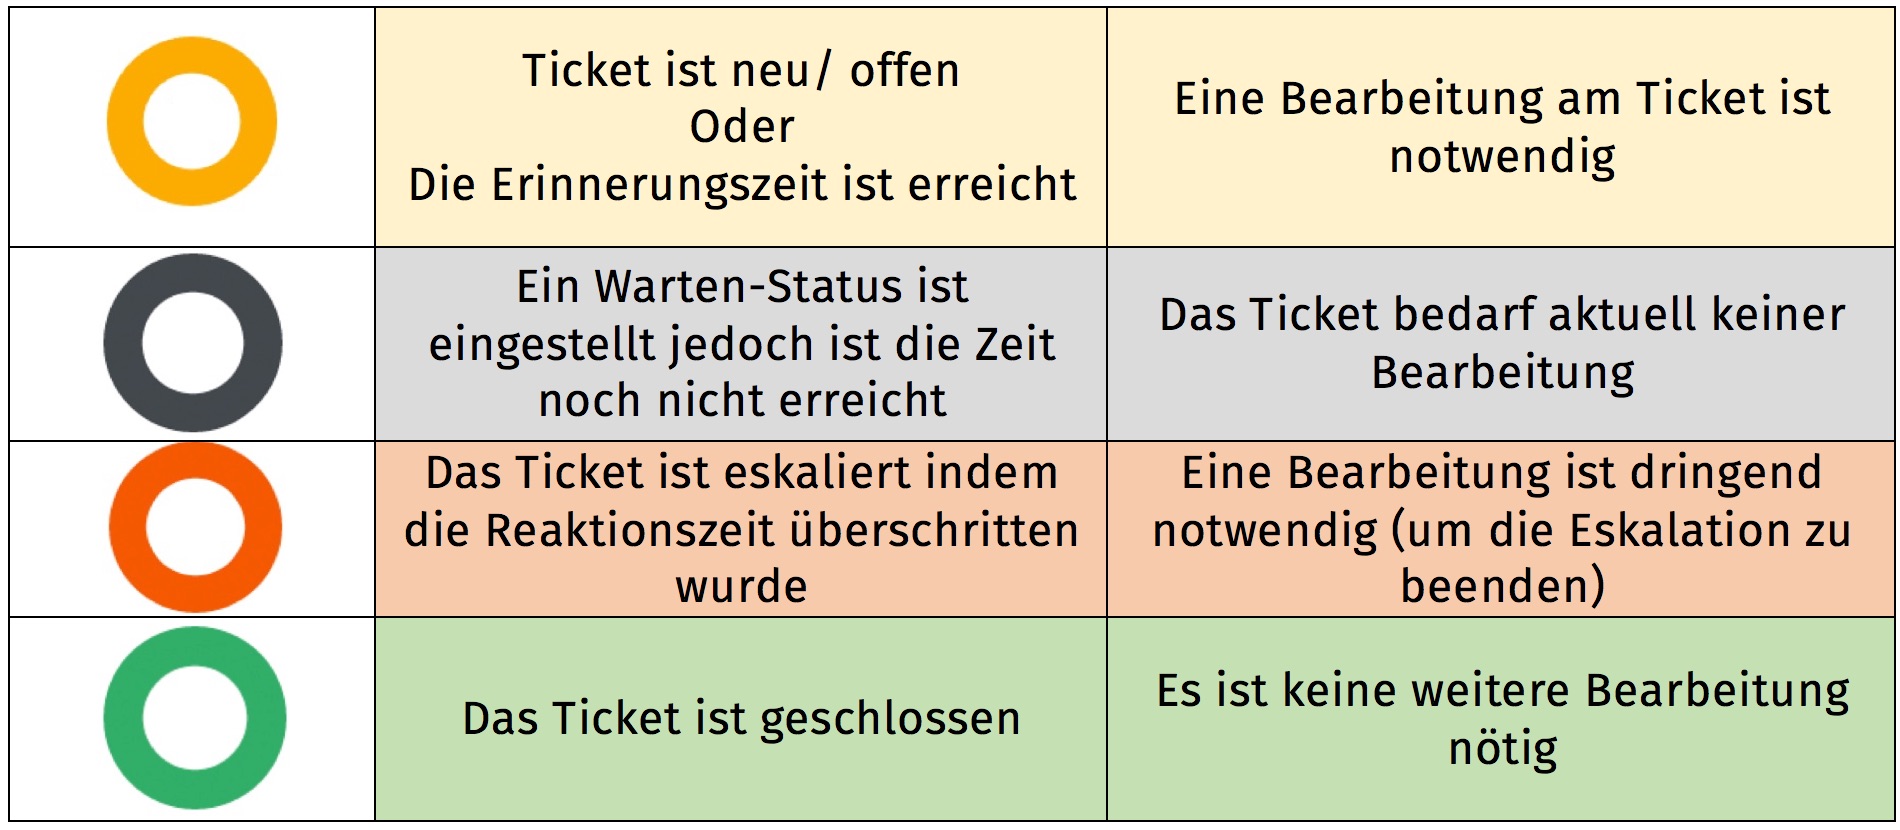 Ticket ist neu/ offen
Oder
Die Erinnerungszeit ist erreicht
Eine Bearbeitung am Ticket ist
notwendig
Ein Warten-Status ist
eingestellt jedoch ist die Zeit
noch nicht erreicht
Das Ticket bedarf aktuell keiner
Bearbeitung
Das Ticket ist eskaliert indem
die Reaktionszeit überschritten
wurde
Eine Bearbeitung ist dringend
notwendig (um die Eskalation zu
beenden)
Das Ticket ist geschlossen
Es ist keine weitere Bearbeitung
nötig